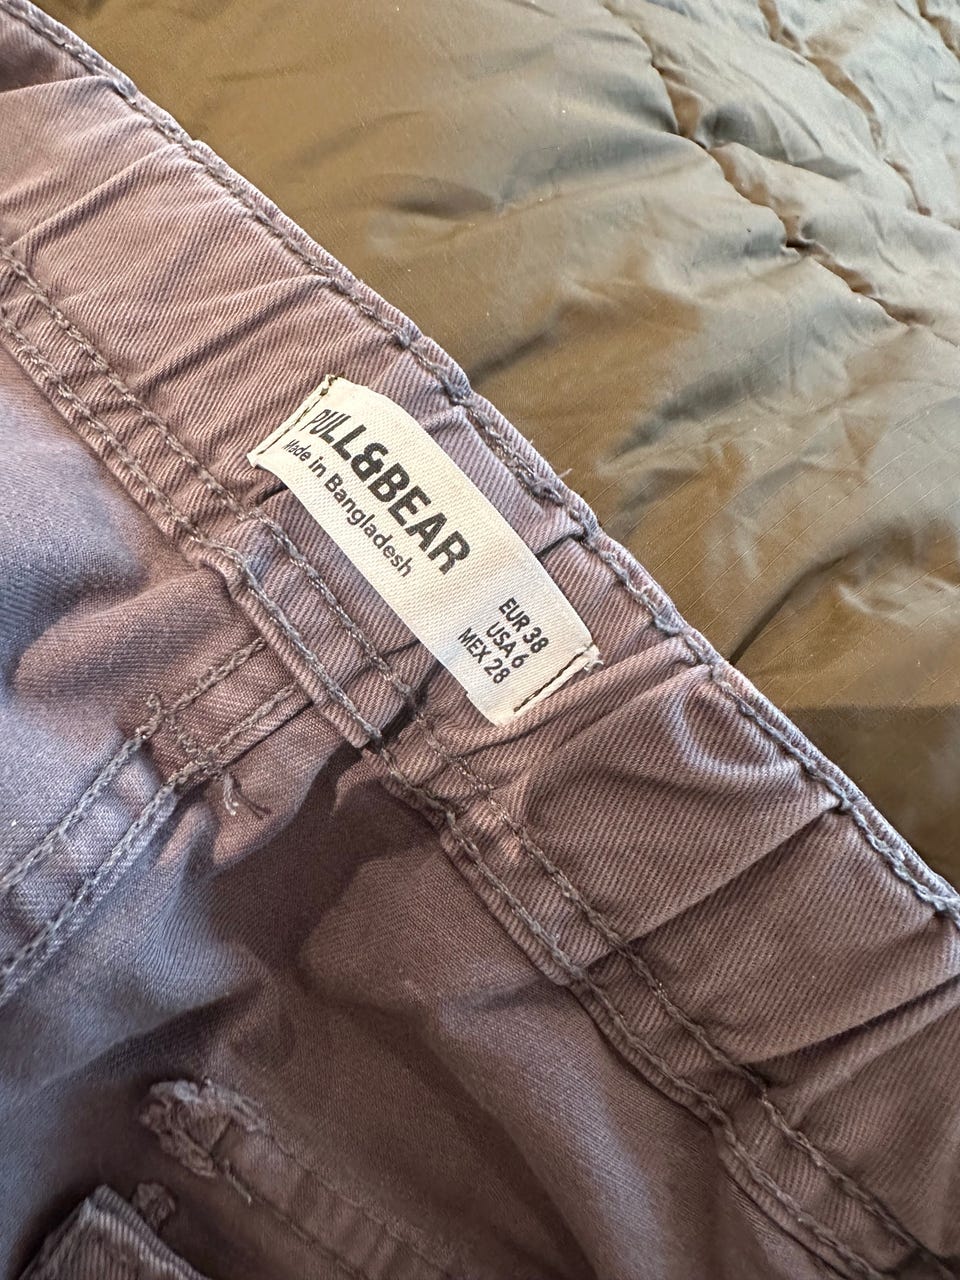 PULL&BEAR
Made in Bangladesh
EUR 38
USA 6
MEX 28